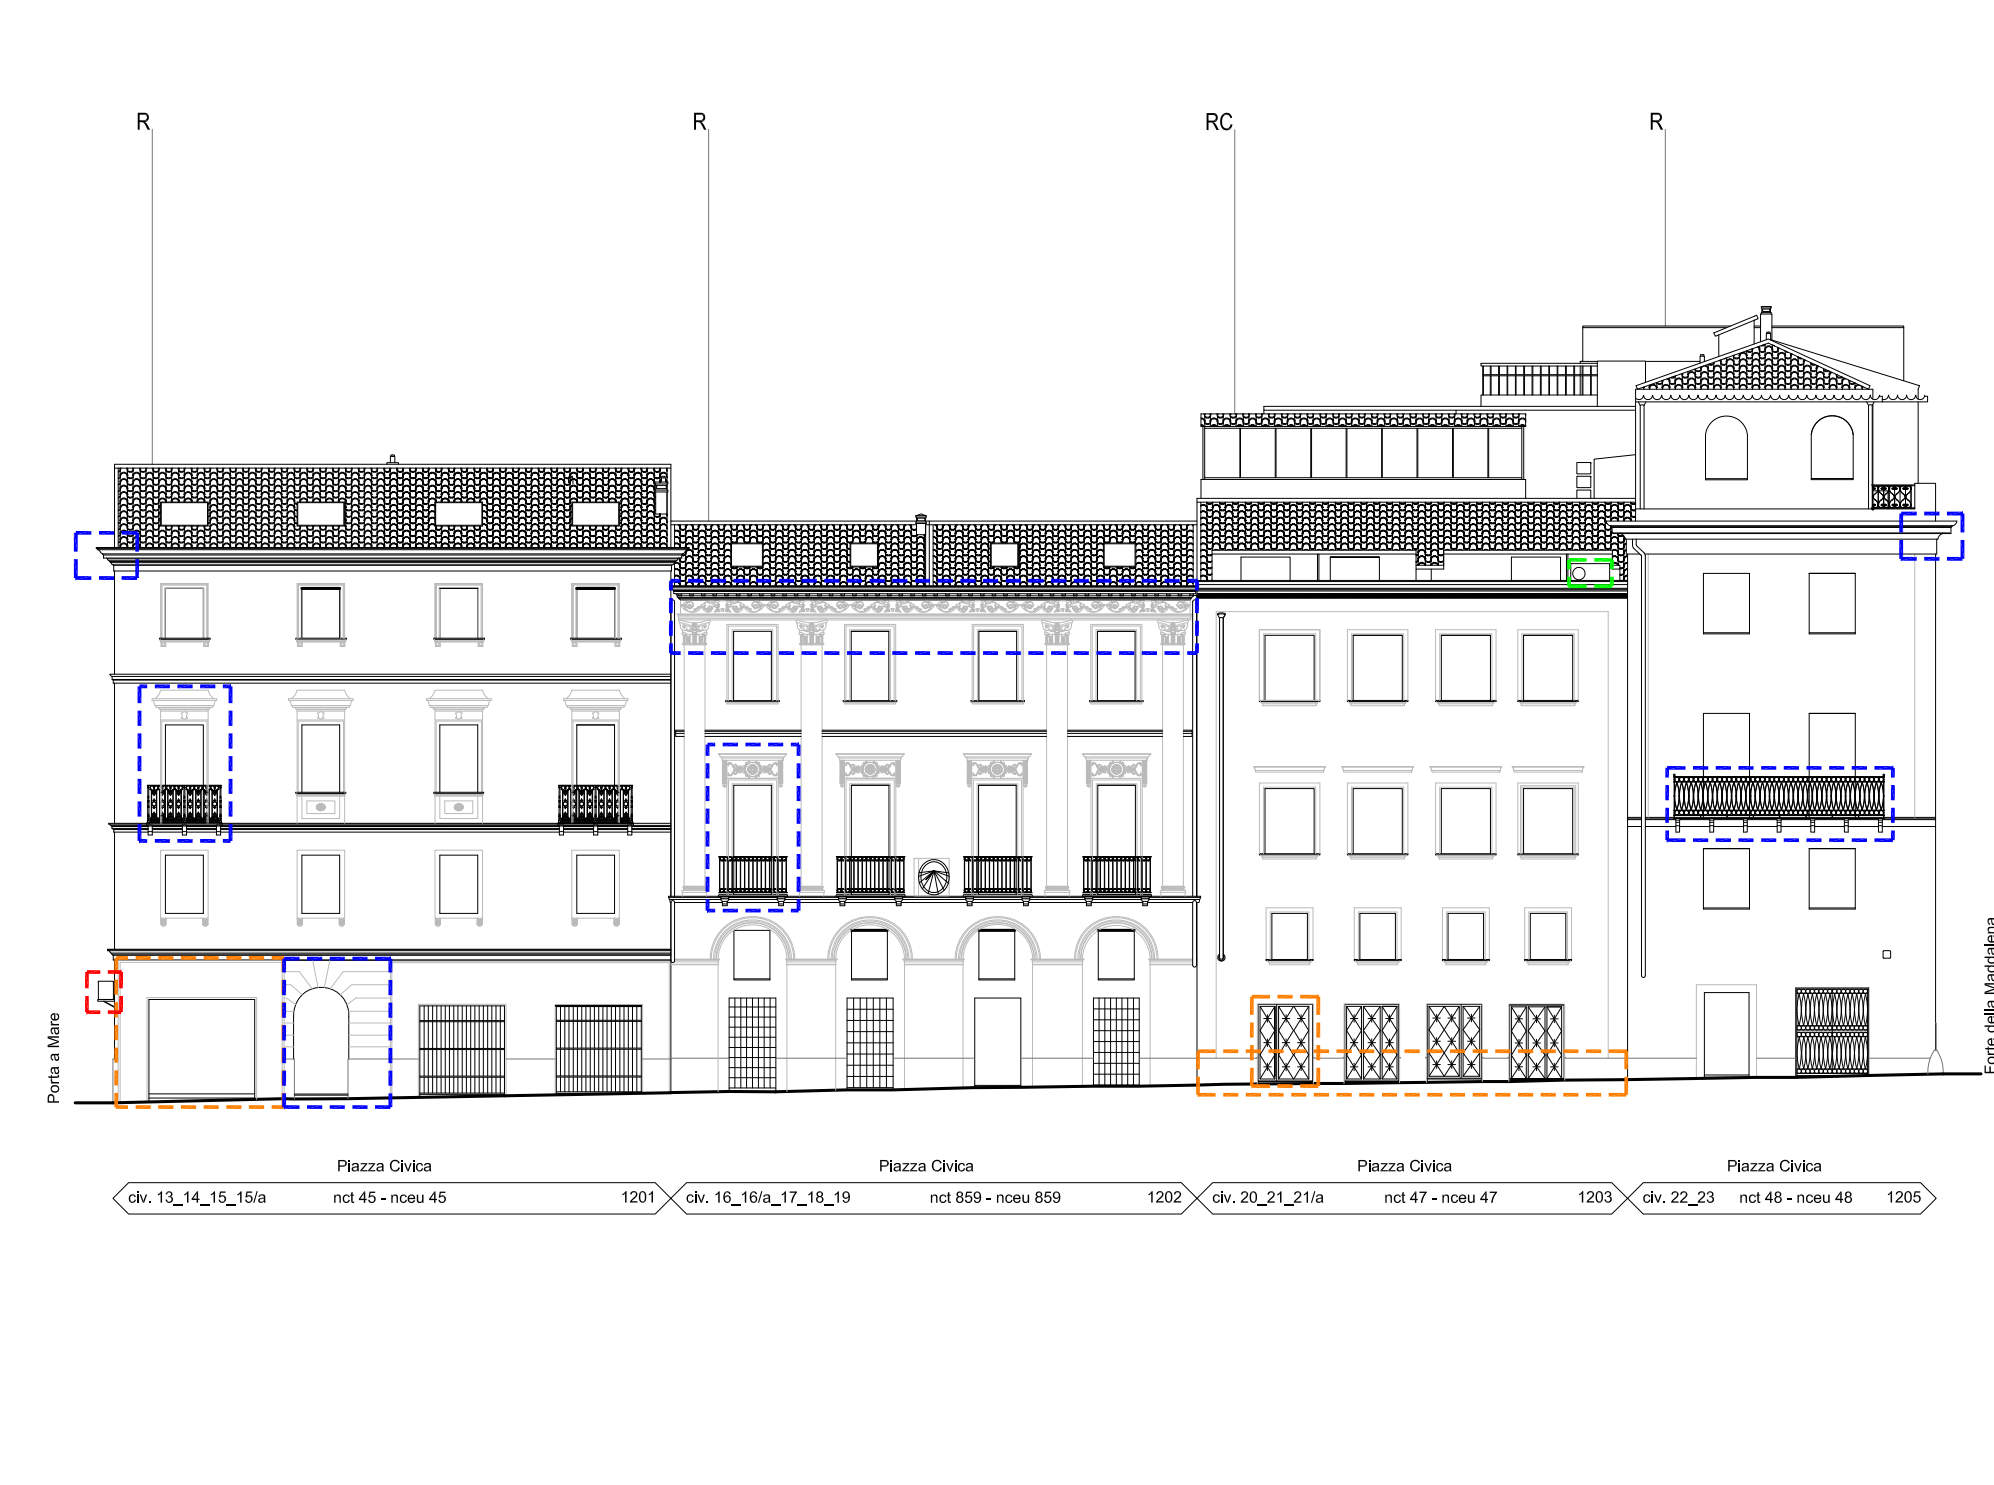 R
R
RC
R
Porta a Mare
Forte della Maddalena
Piazza Civica
civ. 13_14_15_15/a nct 45 - nceu 45 1201
Piazza Civica
civ. 16_16/a_17_18_19 nct 859 - nceu 859 1202
Piazza Civica
civ. 20_21_21/a nct 47 - nceu 47 1203
Piazza Civica
civ. 22_23 nct 48 - nceu 48 1205